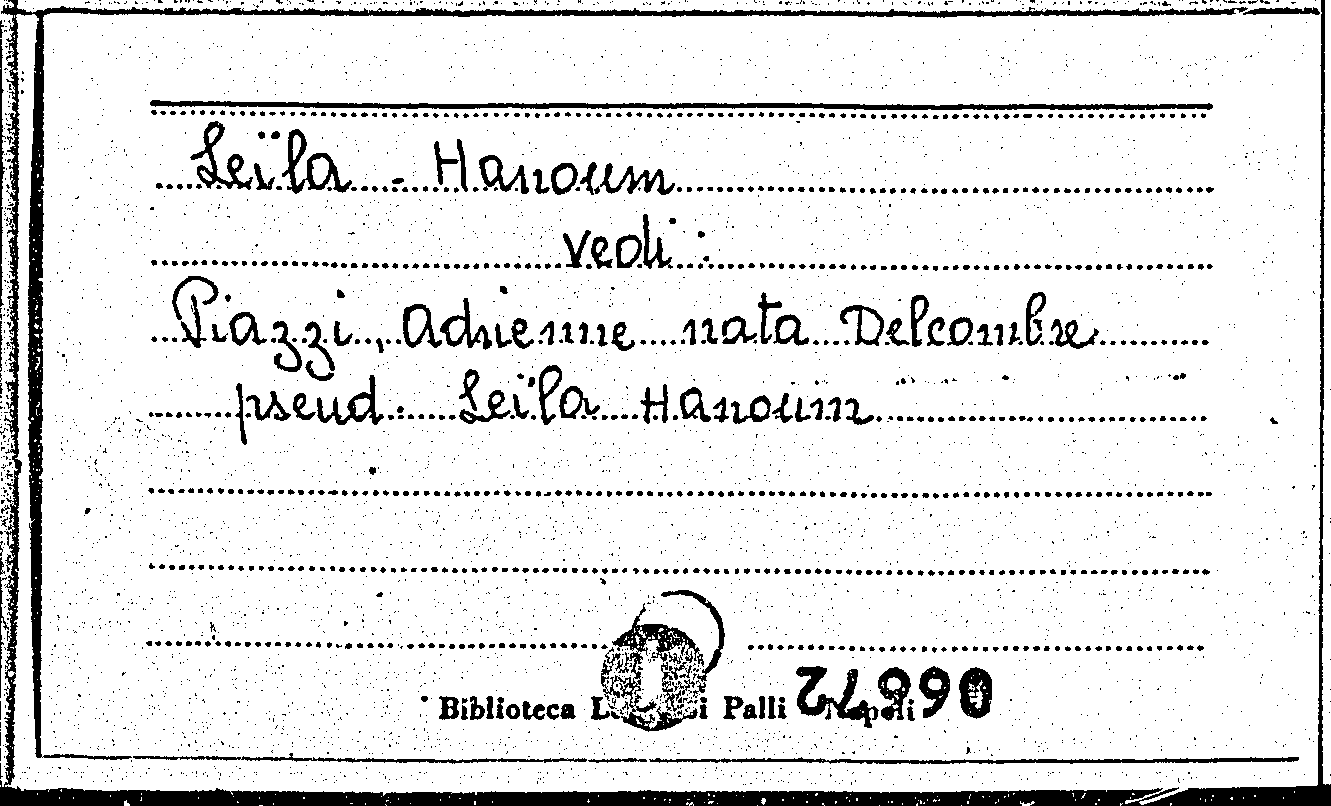 Leïla - Hanoum
vedi:
Piazzi, Adrienne nata Delcombre
pseud. Leïla Hanoum
Biblioteca Palli